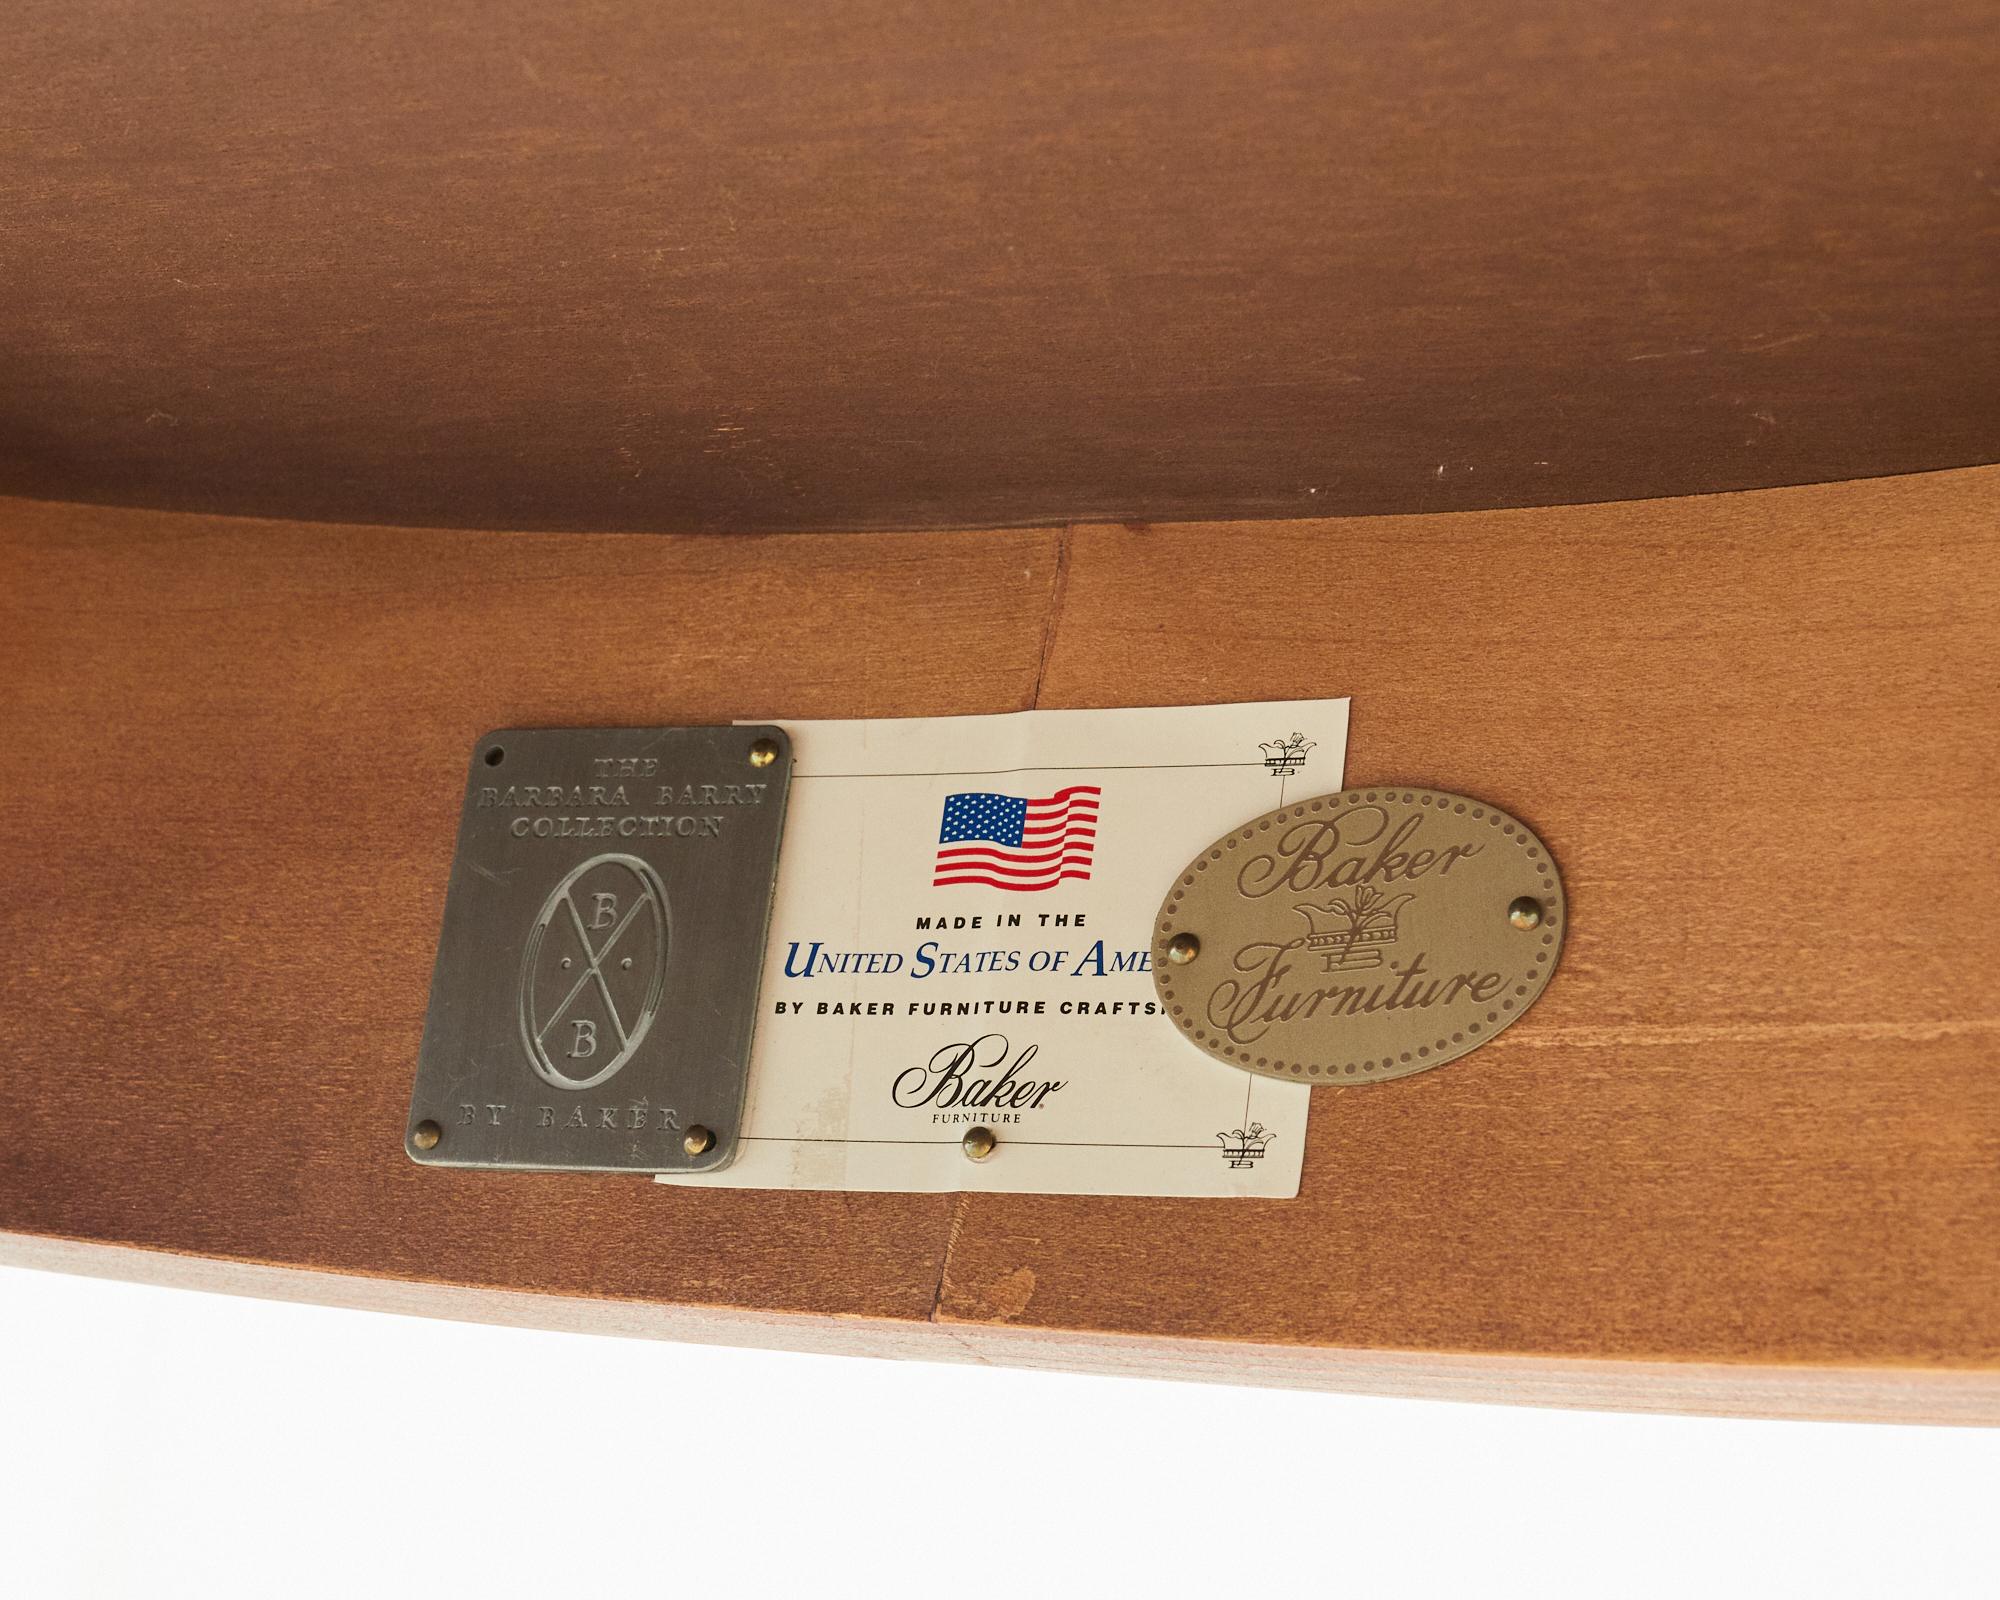 THE
BARBARA BARRY
COLLECTION
B
B
BY BAKER
MADE IN THE
UNITED STATES OF AME
BY BAKER FURNITURE CRAFTS
Baker
FURNITURE
B
B
Baker
B
Furniture